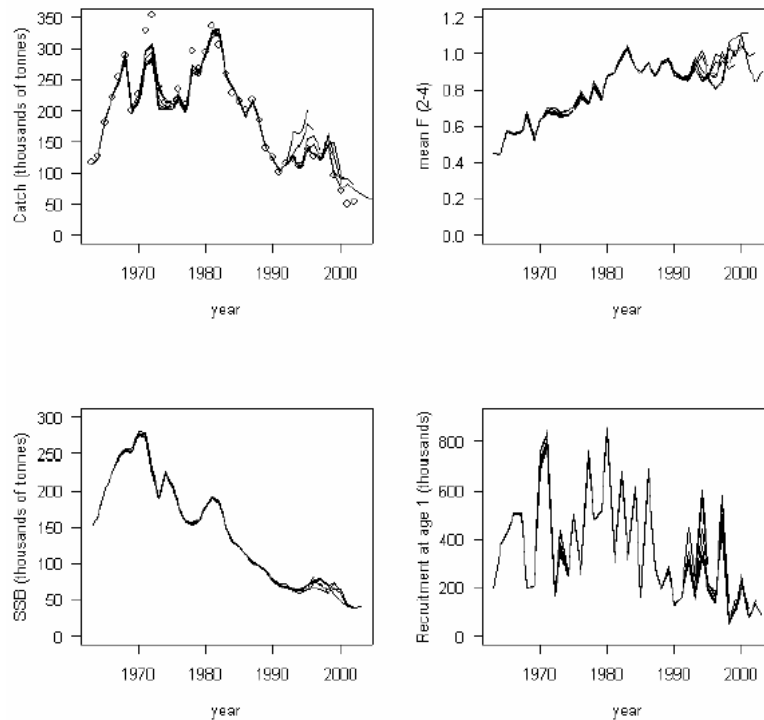 350
300
250
200
150
100
50
0
Catch (thousands of tonnes)
1970 1980 1990 2000
year
1.2
1.0
0.8
0.6
0.4
0.2
0.0
mean F (2-4)
1970 1980 1990 2000
year
300
250
200
150
100
50
0
SSB (thousands of tonnes)
1970 1980 1990 2000
year
800
600
400
200
0
Recruitment at age 1 (thousands)
1970 1980 1990 2000
year